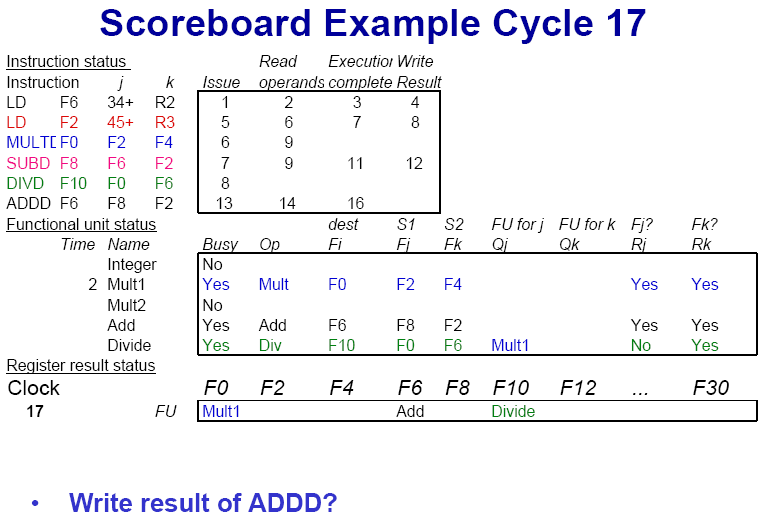 Scoreboard Example Cycle 17
Instruction status Read Execution Write
Instruction j k Issue operands complete Result
LD F6 34+ R2 1 2 3 4
LD F2 45+ R3 5 6 7 8
MULTD F0 F2 F4 6 9
SUBD F8 F6 F2 7 9 11 12
DIVD F10 F0 F6 8
ADDD F6 F8 F2 13 14 16
Functional unit status dest S1 S2 FU for j FU for k Fj? Fk?
Time Name Busy Op Fi Fj Fk Qj Qk Rj Rk
Integer No
2 Mult1 Yes Mult F0 F2 F4 Yes Yes
Mult2 No
Add Yes Add F6 F8 F2 Yes Yes
Divide Yes Div F10 F0 F6 Mult1 No Yes
Register result status
Clock F0 F2 F4 F6 F8 F10 F12 ... F30
17 FU Mult1 Add Divide
• Write result of ADDD?